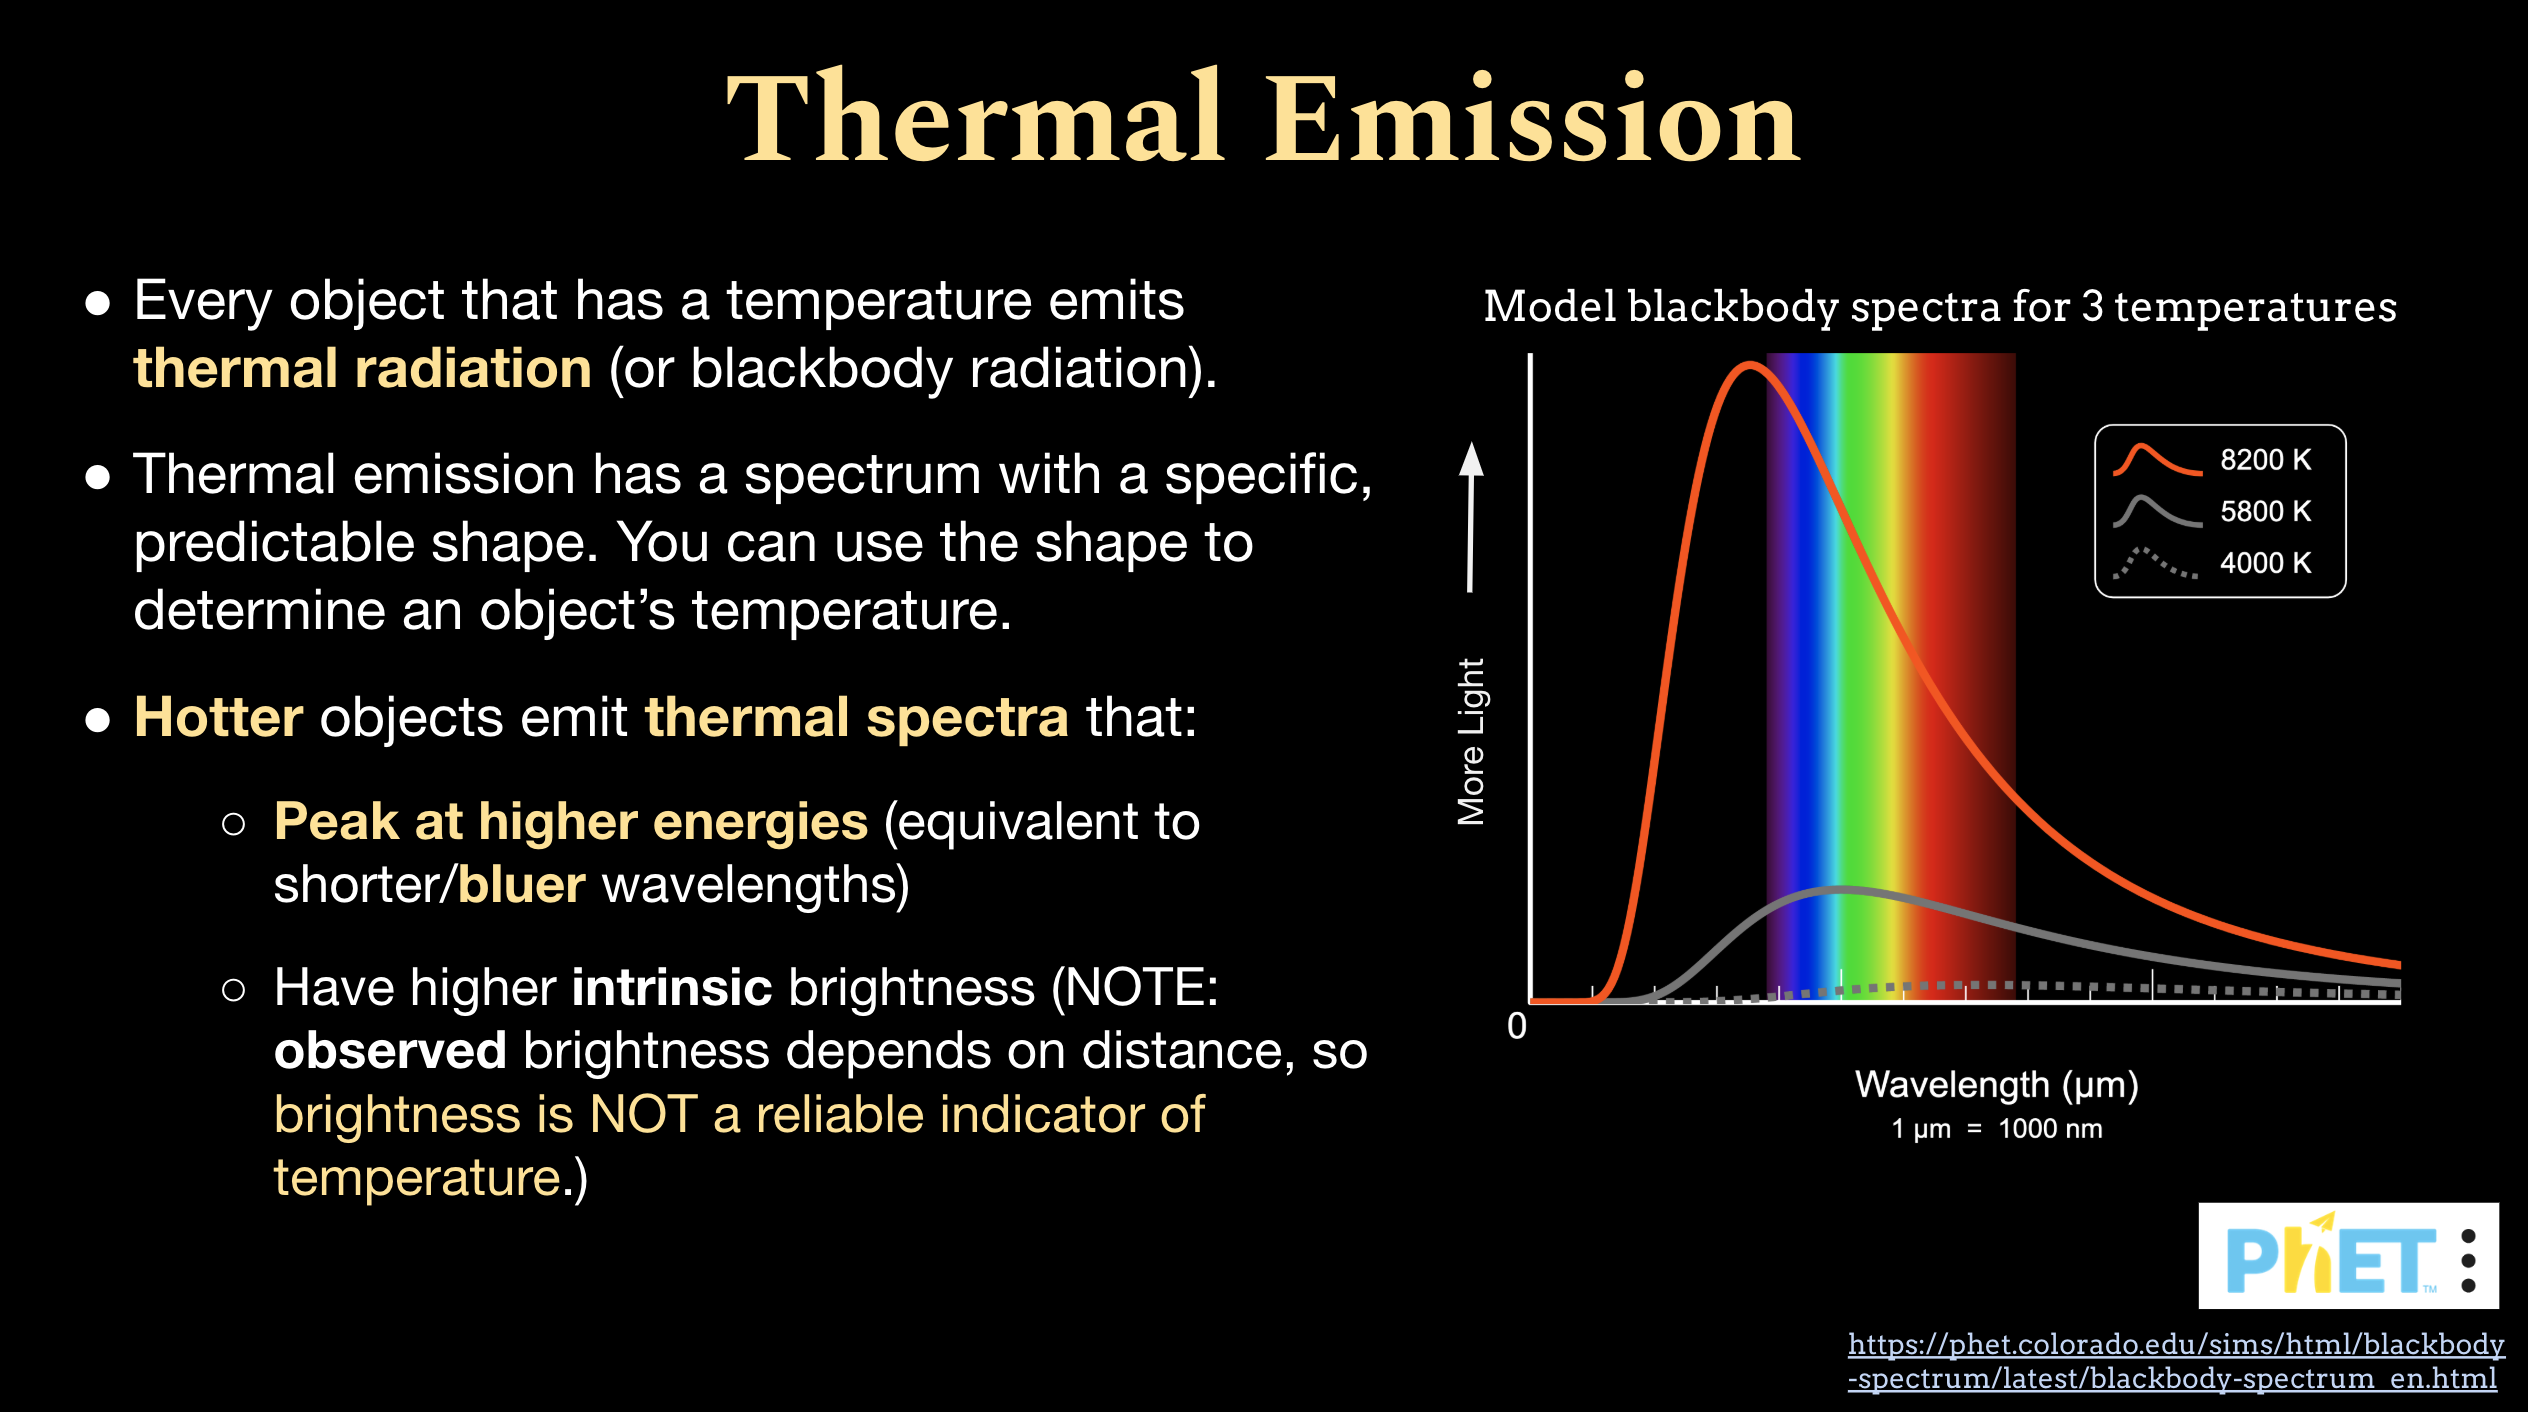 Thermal Emission
● Every object that has a temperature emits
thermal radiation (or blackbody radiation).
● Thermal emission has a spectrum with a specific,
predictable shape. You can use the shape to
determine an object’s temperature.
● Hotter objects emit thermal spectra that:
○ Peak at higher energies (equivalent to
shorter/bluer wavelengths)
○ Have higher intrinsic brightness (NOTE:
observed brightness depends on distance, so
brightness is NOT a reliable indicator of
temperature.)
Model blackbody spectra for 3 temperatures
8200 K
5800 K
4000 K
More Light
0
Wavelength (μm)
1 μm = 1000 nm
PhET™
https://phet.colorado.edu/sims/html/blackbody
-spectrum/latest/blackbody-spectrum_en.html